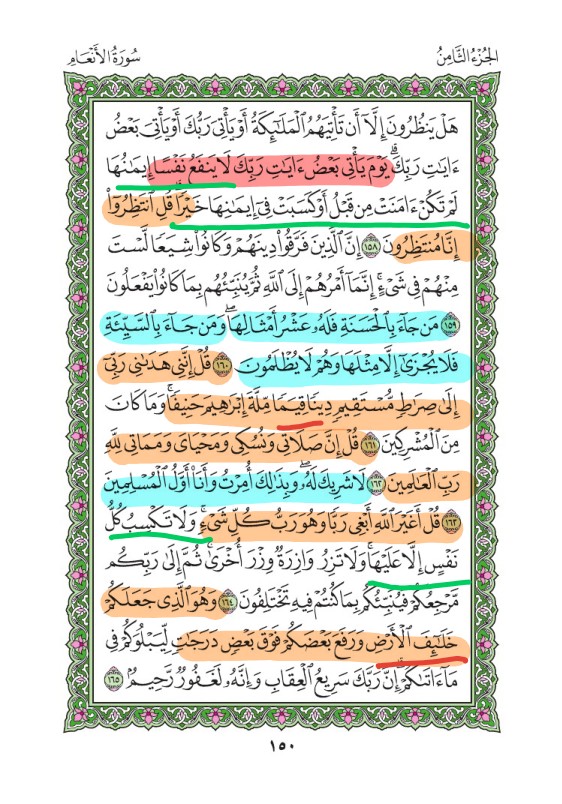 الجُزْءُ الثَّامِنُ سُورَةُ الأَنْعَامِ
هَلْ يَنظُرُونَ إِلَّآ أَن تَأْتِيَهُمُ ٱلْمَلَٰٓئِكَةُ أَوْ يَأْتِىَ رَبُّكَ أَوْ يَأْتِىَ بَعْضُ
ءَايَٰتِ رَبِّكَۗ يَوْمَ يَأْتِى بَعْضُ ءَايَٰتِ رَبِّكَ لَا يَنفَعُ نَفْسًا إِيمَٰنُهَا
لَمْ تَكُنْ ءَامَنَتْ مِن قَبْلُ أَوْ كَسَبَتْ فِىٓ إِيمَٰنِهَا خَيْرًاۗ قُلِ ٱنتَظِرُوٓا۟
إِنَّا مُنتَظِرُونَ ١٥٨ إِنَّ ٱلَّذِينَ فَرَّقُوا۟ دِينَهُمْ وَكَانُوا۟ شِيَعًا لَّسْتَ
مِنْهُمْ فِى شَىْءٍۚ إِنَّمَآ أَمْرُهُمْ إِلَى ٱللَّهِ ثُمَّ يُنَبِّئُهُم بِمَا كَانُوا۟ يَفْعَلُونَ
١٥٩ مَن جَآءَ بِٱلْحَسَنَةِ فَلَهُۥ عَشْرُ أَمْثَالِهَاۖ وَمَن جَآءَ بِٱلسَّيِّئَةِ
فَلَا يُجْزَىٰٓ إِلَّا مِثْلَهَا وَهُمْ لَا يُظْلَمُونَ ١٦٠ قُلْ إِنَّنِى هَدَىٰنِى رَبِّىٓ
إِلَىٰ صِرَٰطٍ مُّسْتَقِيمٍ دِينًا قِيَمًا مِّلَّةَ إِبْرَٰهِيمَ حَنِيفًاۚ وَمَا كَانَ
مِنَ ٱلْمُشْرِكِينَ ١٦١ قُلْ إِنَّ صَلَاتِى وَنُسُكِى وَمَحْيَاىَ وَمَمَاتِى لِلَّهِ
رَبِّ ٱلْعَٰلَمِينَ ١٦٢ لَا شَرِيكَ لَهُۥۖ وَبِذَٰلِكَ أُمِرْتُ وَأَنَا۠ أَوَّلُ ٱلْمُسْلِمِينَ
١٦٣ قُلْ أَغَيْرَ ٱللَّهِ أَبْغِى رَبًّا وَهُوَ رَبُّ كُلِّ شَىْءٍۚ وَلَا تَكْسِبُ كُلُّ
نَفْسٍ إِلَّا عَلَيْهَاۚ وَلَا تَزِرُ وَازِرَةٌ وِزْرَ أُخْرَىٰۚ ثُمَّ إِلَىٰ رَبِّكُم
مَّرْجِعُكُمْ فَيُنَبِّئُكُم بِمَا كُنتُمْ فِيهِ تَخْتَلِفُونَ ١٦٤ وَهُوَ ٱلَّذِى جَعَلَكُمْ
خَلَٰٓئِفَ ٱلْأَرْضِ وَرَفَعَ بَعْضَكُمْ فَوْقَ بَعْضٍ دَرَجَٰتٍ لِّيَبْلُوَكُمْ فِى
مَآ ءَاتَىٰكُمْۗ إِنَّ رَبَّكَ سَرِيعُ ٱلْعِقَابِ وَإِنَّهُۥ لَغَفُورٌ رَّحِيمٌۢ ١٦٥
١٥٠